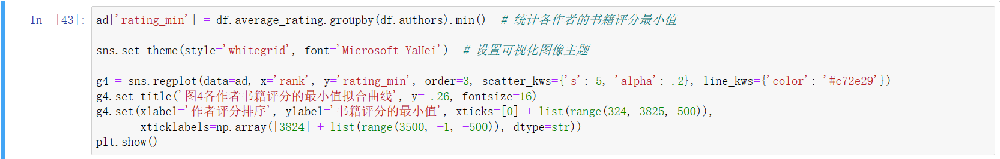 In [43]: ad['rating_min'] = df.average_rating.groupby(df.authors).min()  # 统计各作者的书籍评分最小值
sns.set_theme(style='whitegrid', font='Microsoft YaHei')  # 设置可视化图像主题
g4 = sns.regplot(data=ad, x='rank', y='rating_min', order=3, scatter_kws={'s': 5, 'alpha': .2}, line_kws={'color': '#c72e29'})
g4.set_title('图4各作者书籍评分的最小值拟合曲线', y=-.26, fontsize=16)
g4.set(xlabel='作者评分排序', ylabel='书籍评分的最小值', xticks=[0] + list(range(324, 3825, 500)),
       xticklabels=np.array([3824] + list(range(3500, -1, -500)), dtype=str))
plt.show()